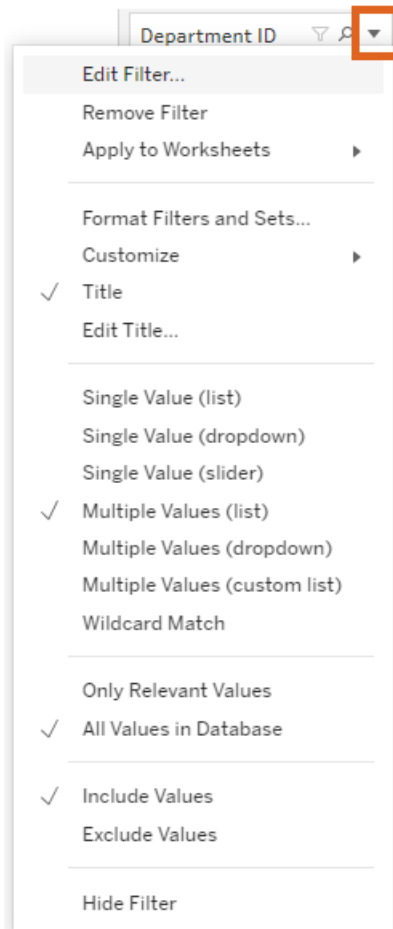 Department ID
Edit Filter...
Remove Filter
Apply to Worksheets
Format Filters and Sets...
Customize
Title
Edit Title...
Single Value (list)
Single Value (dropdown)
Single Value (slider)
Multiple Values (list)
Multiple Values (dropdown)
Multiple Values (custom list)
Wildcard Match
Only Relevant Values
All Values in Database
Include Values
Exclude Values
Hide Filter